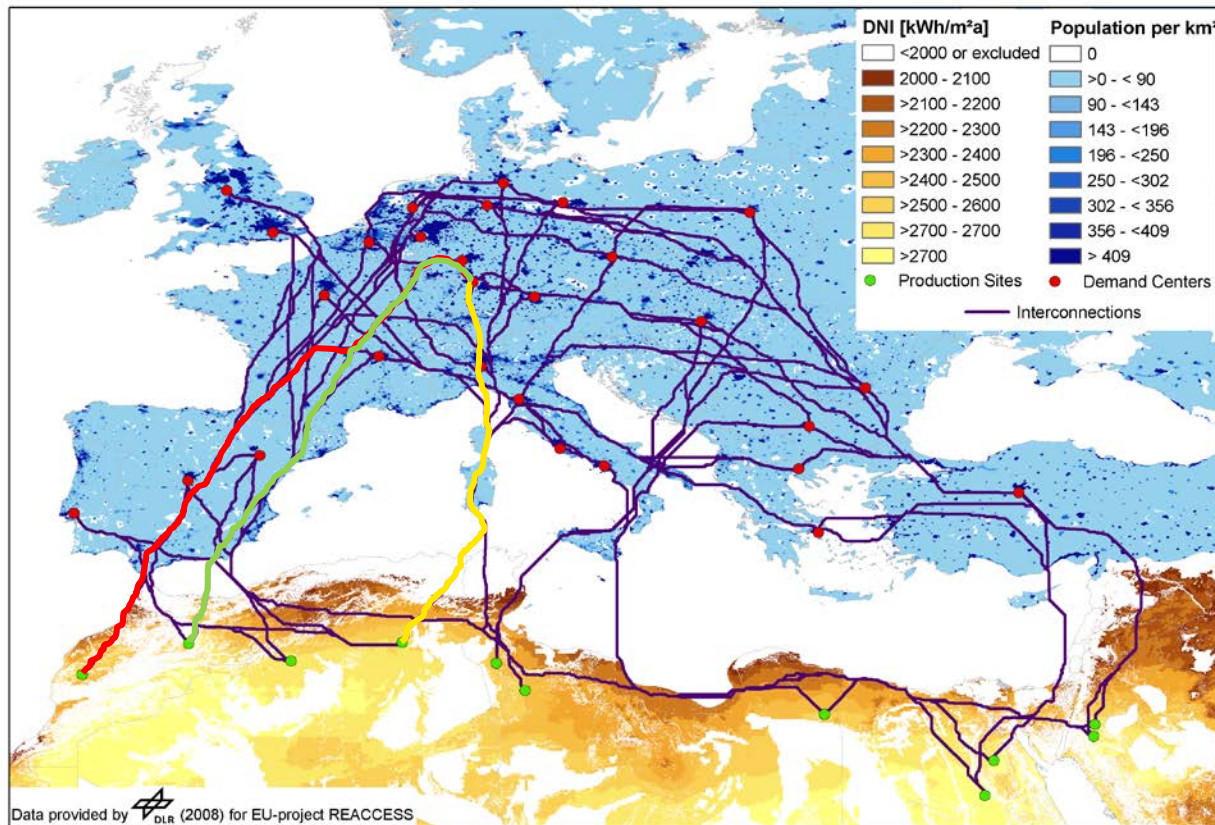 DNI [kWh/m²a]
<2000 or excluded
2000 - 2100
>2100 - 2200
>2200 - 2300
>2300 - 2400
>2400 - 2500
>2500 - 2600
>2700 - 2700
>2700
Population per km²
0
>0 - < 90
90 - <143
143 - <196
196 - <250
250 - <302
302 - < 356
356 - <409
> 409
Production Sites
Demand Centers
Interconnections
Data provided by DLR (2008) for EU-project REACCESS